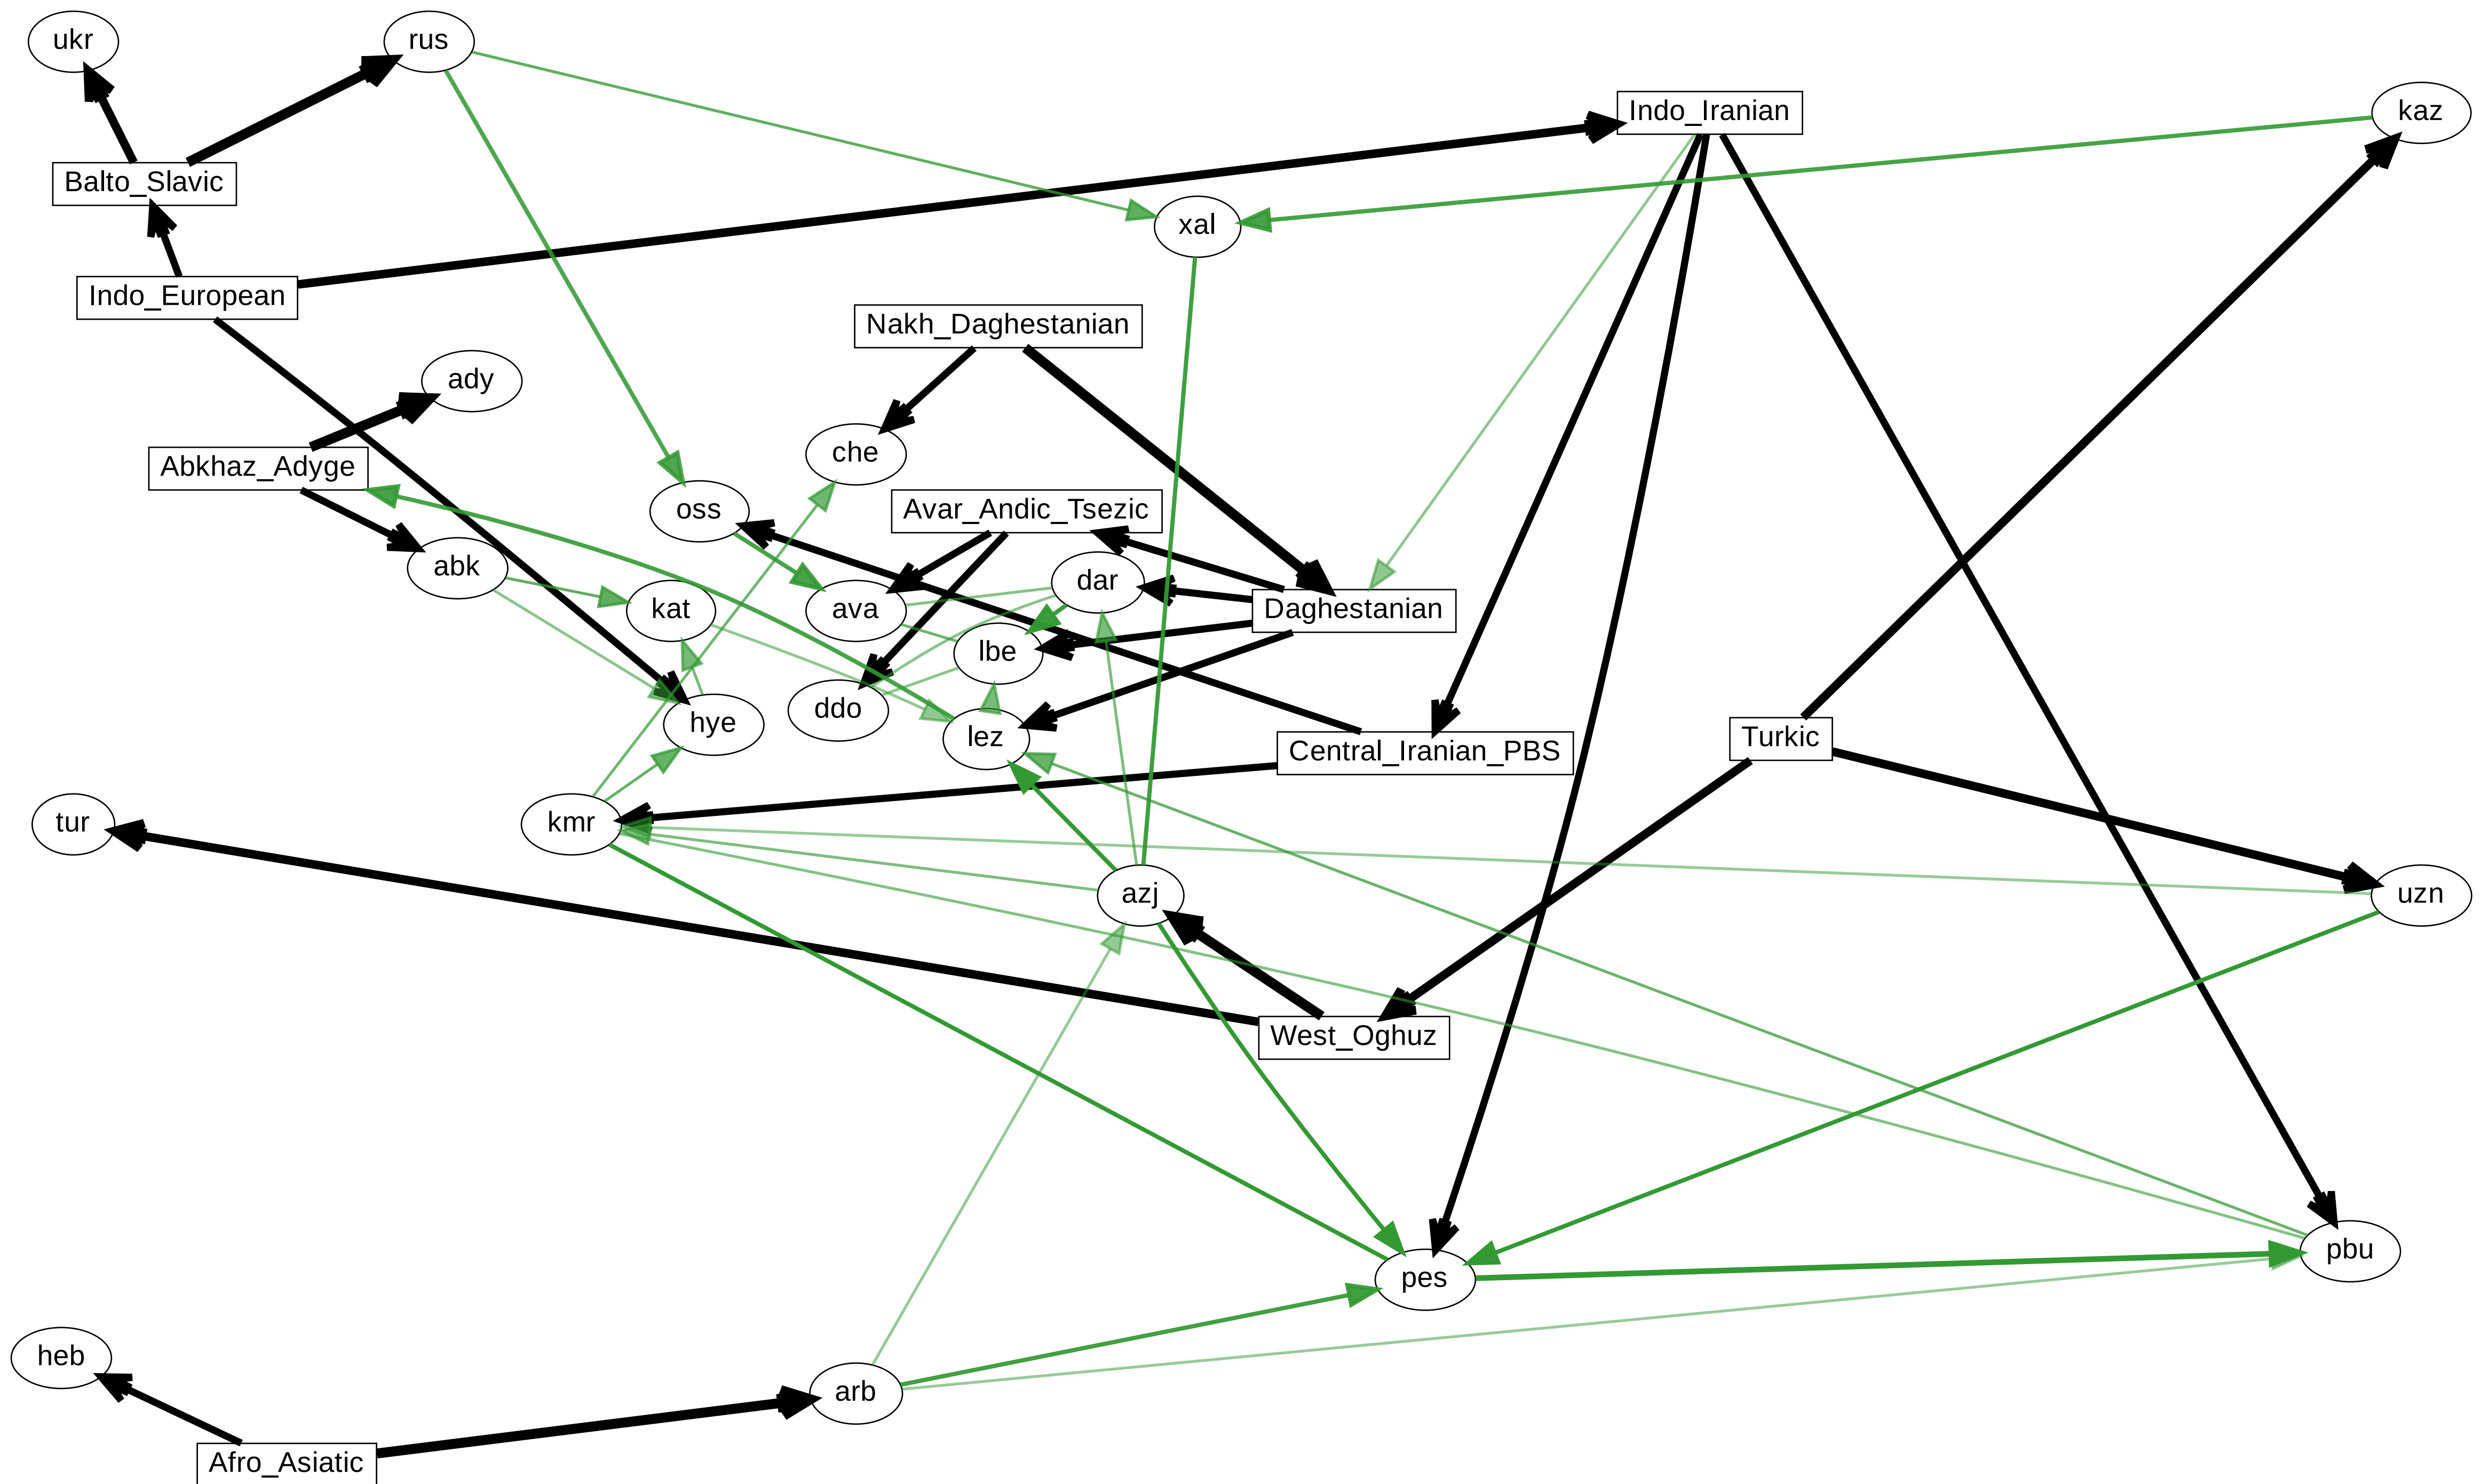 ukr
rus
Indo_Iranian
kaz
Balto_Slavic
xal
Indo_European
Nakh_Daghestanian
ady
che
Abkhaz_Adyge
oss
Avar_Andic_Tsezic
abk
dar
kat
ava
Daghestanian
lbe
ddo
hye
lez
Turkic
Central_Iranian_PBS
tur
kmr
azj
uzn
West_Oghuz
pbu
pes
heb
arb
Afro_Asiatic